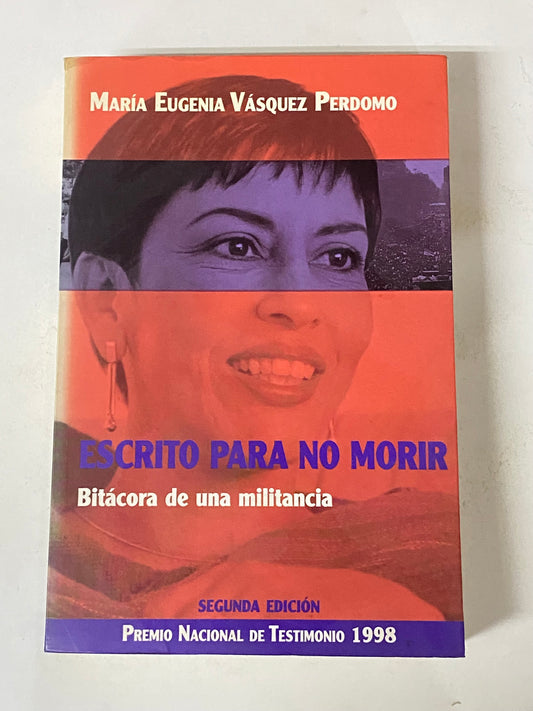 MARÍA EUGENIA VÁSQUEZ PERDOMO
ESCRITO PARA NO MORIR
Bitácora de una militancia
SEGUNDA EDICIÓN
PREMIO NACIONAL DE TESTIMONIO 1998